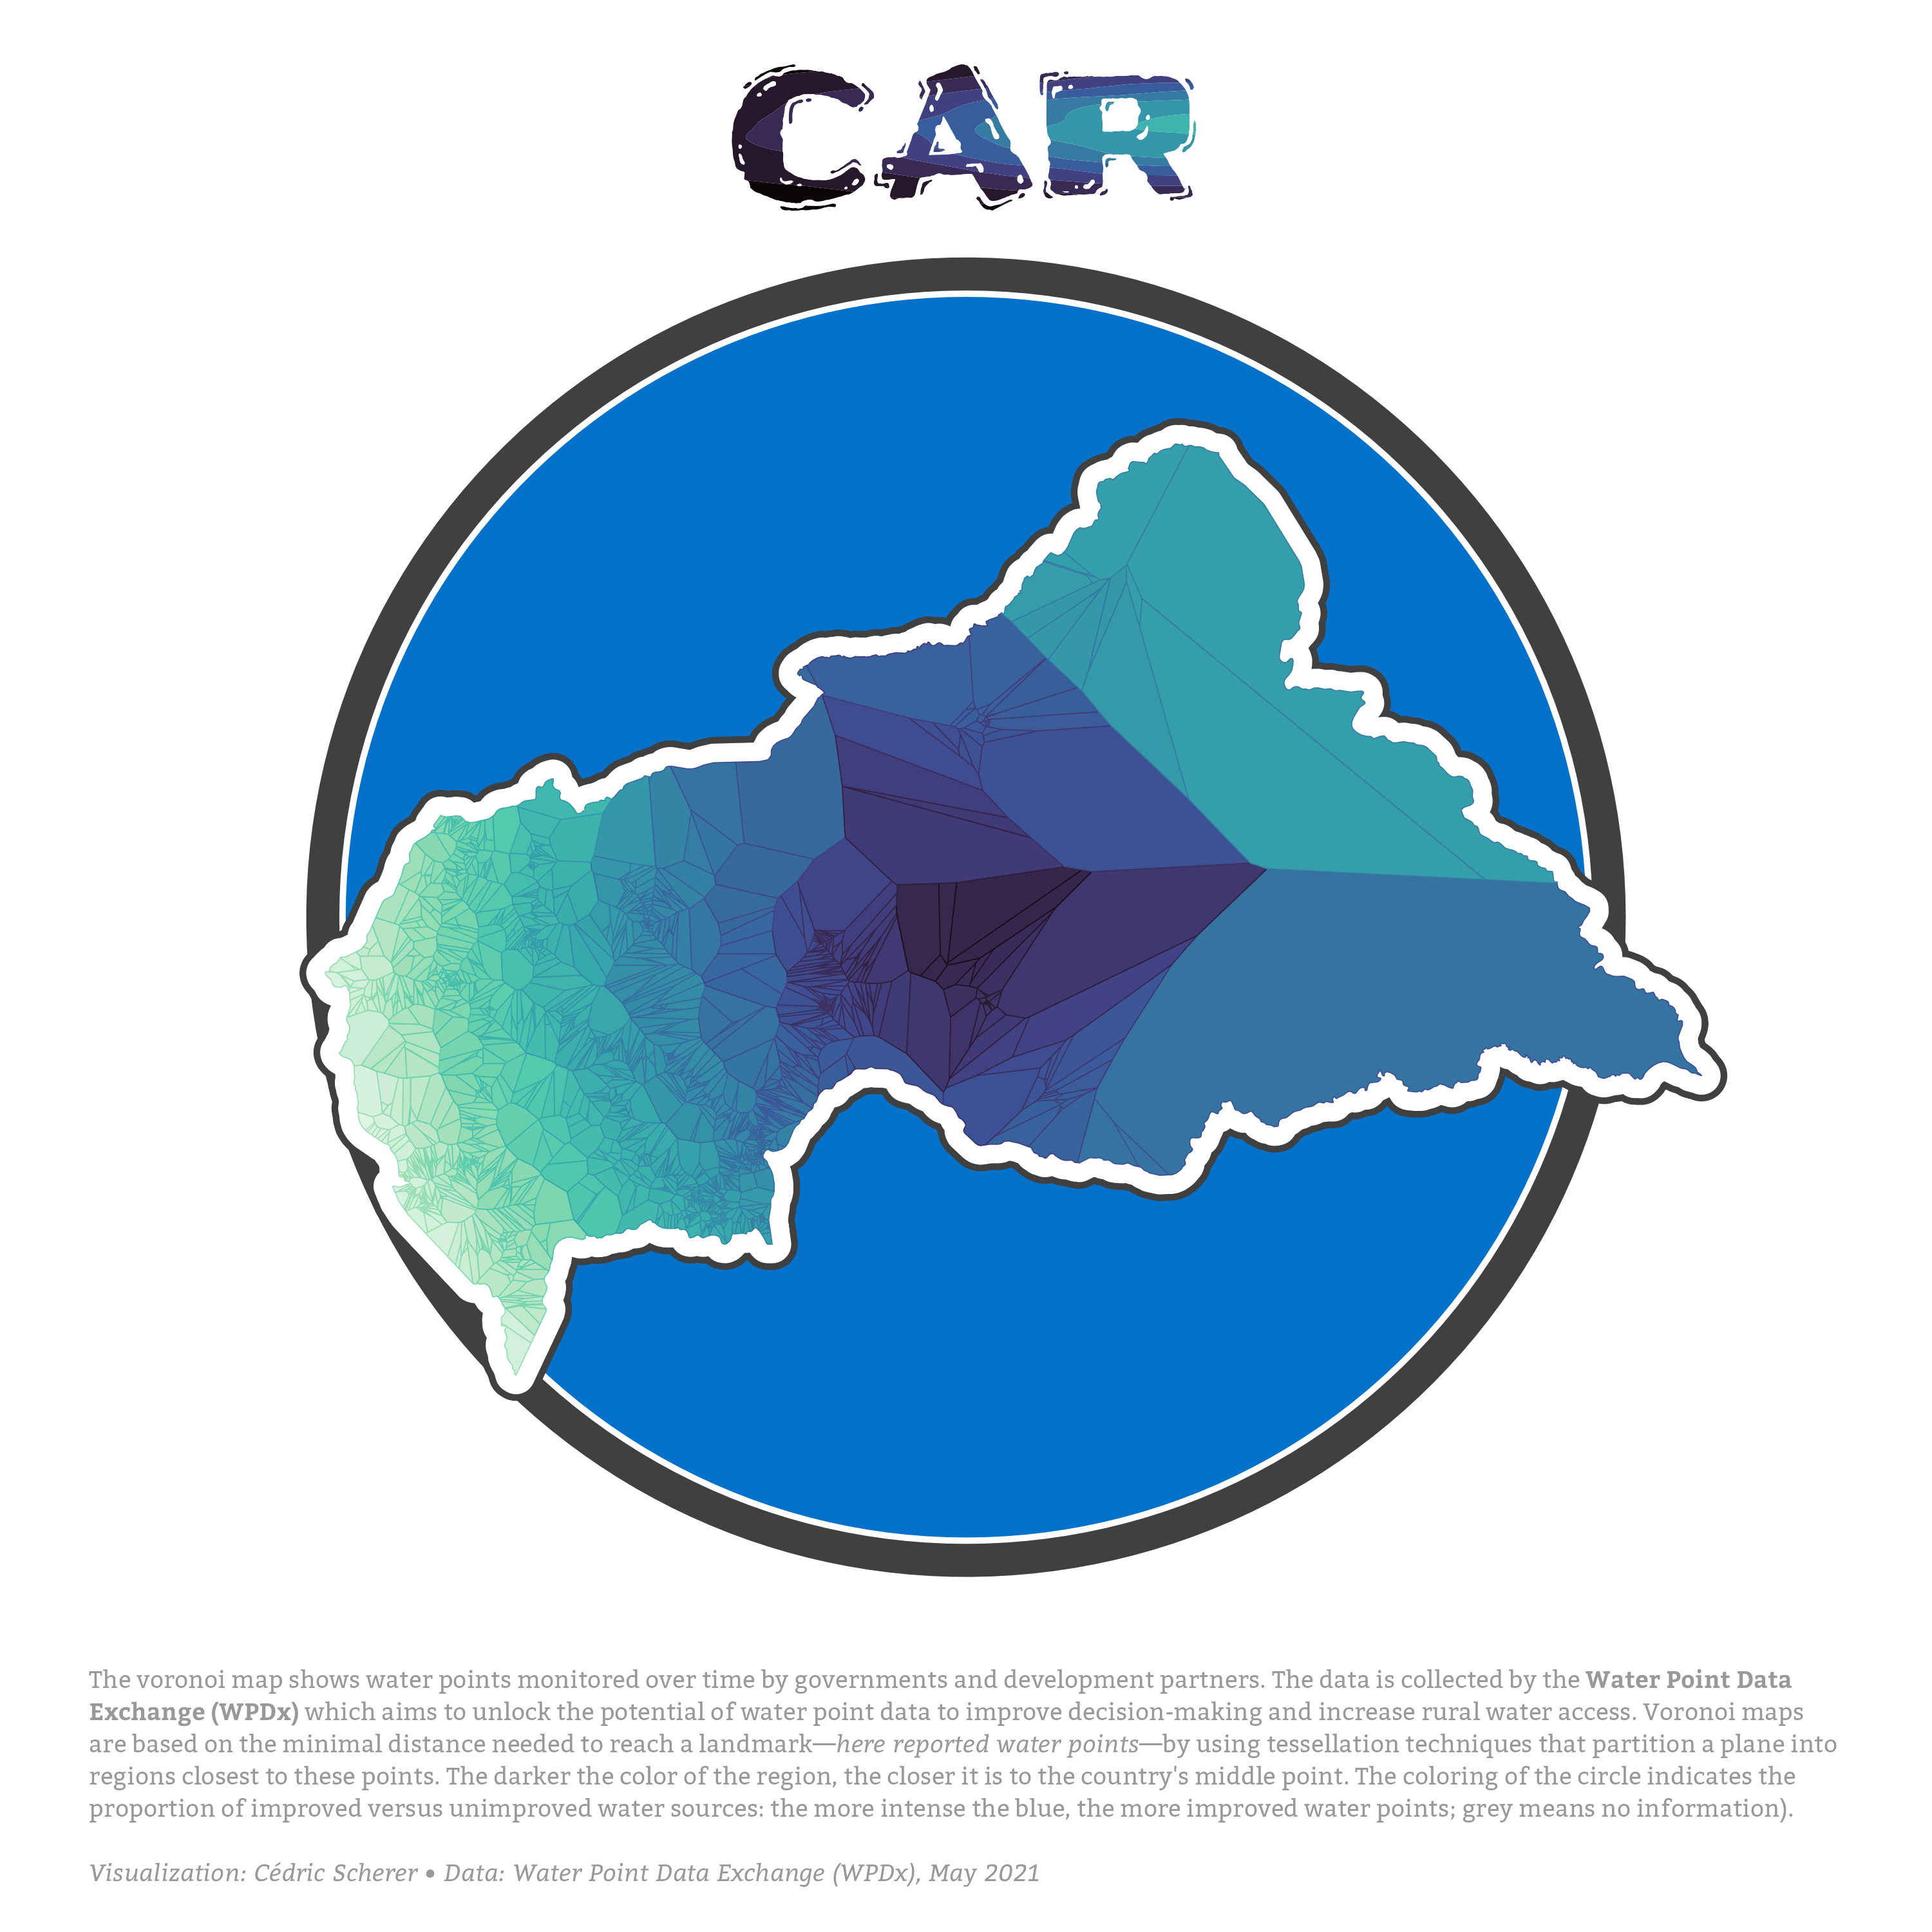 CAR
The voronoi map shows water points monitored over time by governments and development partners. The data is collected by the Water Point Data
Exchange (WPDx) which aims to unlock the potential of water point data to improve decision-making and increase rural water access. Voronoi maps
are based on the minimal distance needed to reach a landmark—here reported water points—by using tessellation techniques that partition a plane into
regions closest to these points. The darker the color of the region, the closer it is to the country's middle point. The coloring of the circle indicates the
proportion of improved versus unimproved water sources: the more intense the blue, the more improved water points; grey means no information).
Visualization: Cédric Scherer • Data: Water Point Data Exchange (WPDx), May 2021